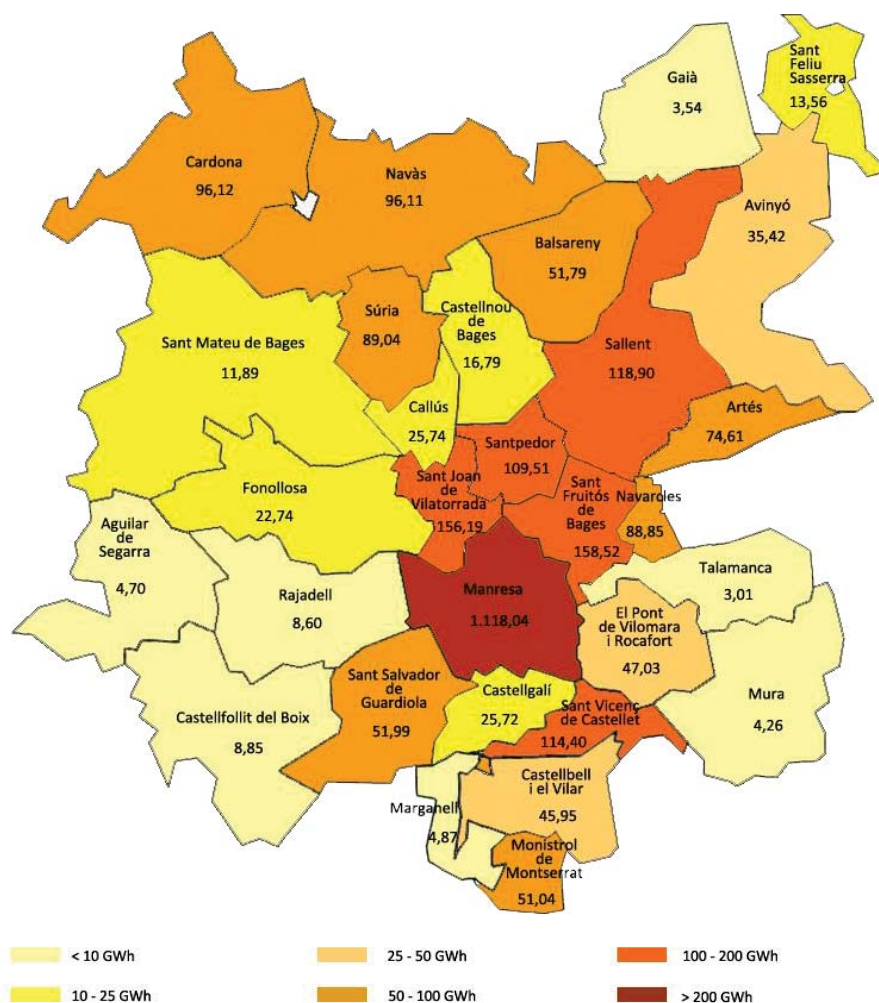 Sant
Feliu
Sasserra
13,56
Gaià
3,54
Cardona
96,12
Navàs
96,11
Avinyó
35,42
Balsareny
51,79
Súria
89,04
Castellnou
de
Bages
16,79
Sant Mateu de Bages
11,89
Sallent
118,90
Callús
25,74
Artés
74,61
Santpedor
109,51
Sant Joan
de
Vilatorrada
156,19
Sant
Fruitós
de
Bages
158,52
Navarcles
88,85
Fonollosa
22,74
Aguilar
de
Segarra
4,70
Rajadell
8,60
Manresa
1.118,04
Talamanca
3,01
El Pont
de Vilomara
i Rocafort
47,03
Mura
4,26
Sant Salvador
de
Guardiola
51,99
Castellgalí
25,72
Sant Vicenç
de Castellet
114,40
Castellfollit del Boix
8,85
Castellbell
i el Vilar
45,95
Marganell
4,87
Monistrol
de
Montserrat
51,04
< 10 GWh
25 - 50 GWh
100 - 200 GWh
10 - 25 GWh
50 - 100 GWh
> 200 GWh